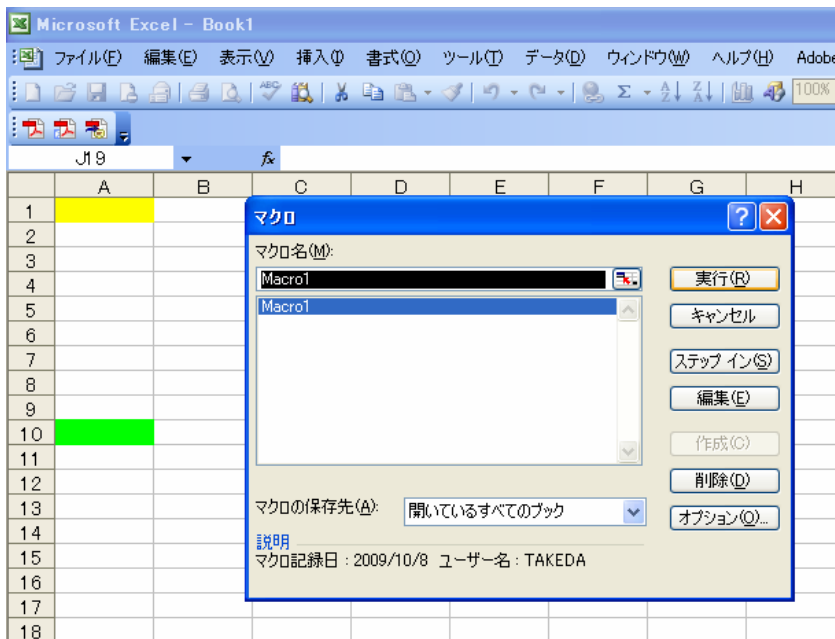 Microsoft Excel - Book1
ファイル(F) 編集(E) 表示(V) 挿入(I) 書式(O) ツール(T) データ(D) ウィンドウ(W) ヘルプ(H) Adobe
ABC Σ A Z Z A 100%
J19 fx
A B C D E F G H
1
2
3
4
5
6
7
8
9
10
11
12
13
14
15
16
17
18
マクロ
マクロ名(M):
Macro1
Macro1
実行(R)
キャンセル
ステップ イン(S)
編集(E)
作成(C)
削除(D)
オプション(O)...
マクロの保存先(A): 開いているすべてのブック
説明
マクロ記録日 : 2009/10/8 ユーザー名 : TAKEDA